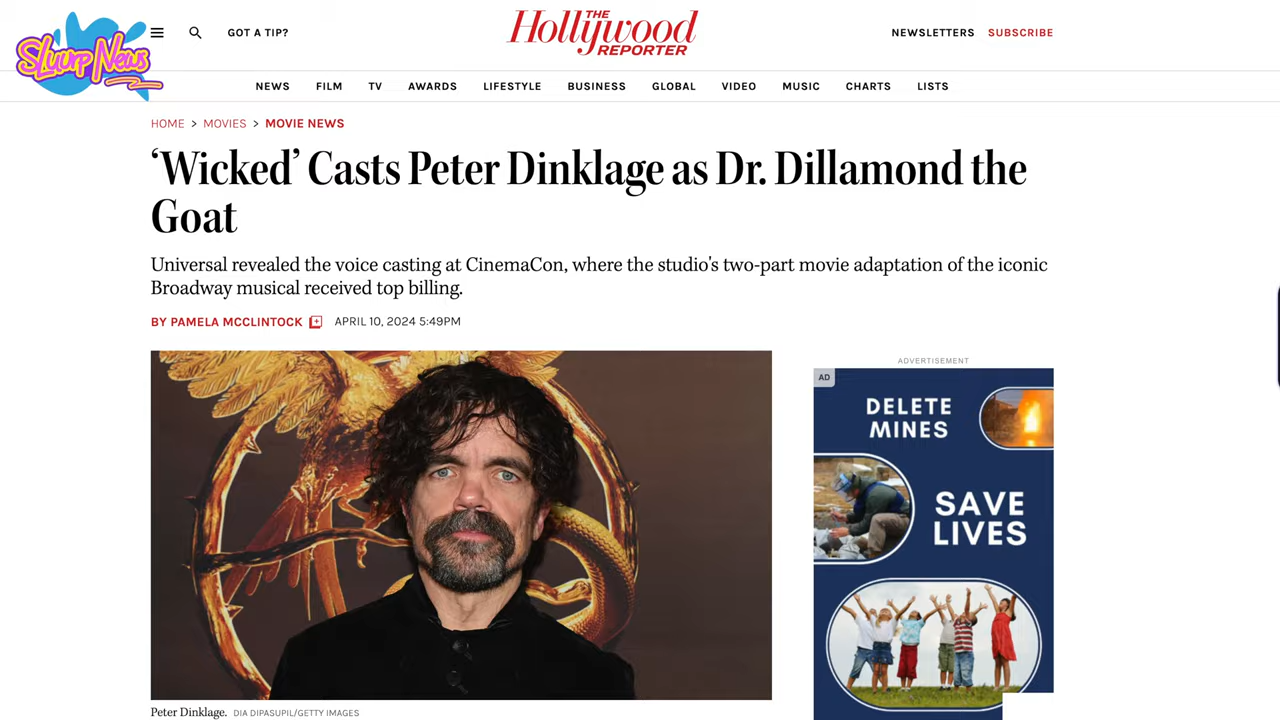 Sluurp News
GOT A TIP?
THE
Hollywood
REPORTER
NEWSLETTERS
SUBSCRIBE
NEWS FILM TV AWARDS LIFESTYLE BUSINESS GLOBAL VIDEO MUSIC CHARTS LISTS
HOME > MOVIES > MOVIE NEWS
‘Wicked’ Casts Peter Dinklage as Dr. Dillamond the
Goat
Universal revealed the voice casting at CinemaCon, where the studio's two-part movie adaptation of the iconic
Broadway musical received top billing.
BY PAMELA MCCLINTOCK APRIL 10, 2024 5:49PM
ADVERTISEMENT
AD
DELETE
MINES
SAVE
LIVES
Peter Dinklage. DIA DIPASUPIL/GETTY IMAGES